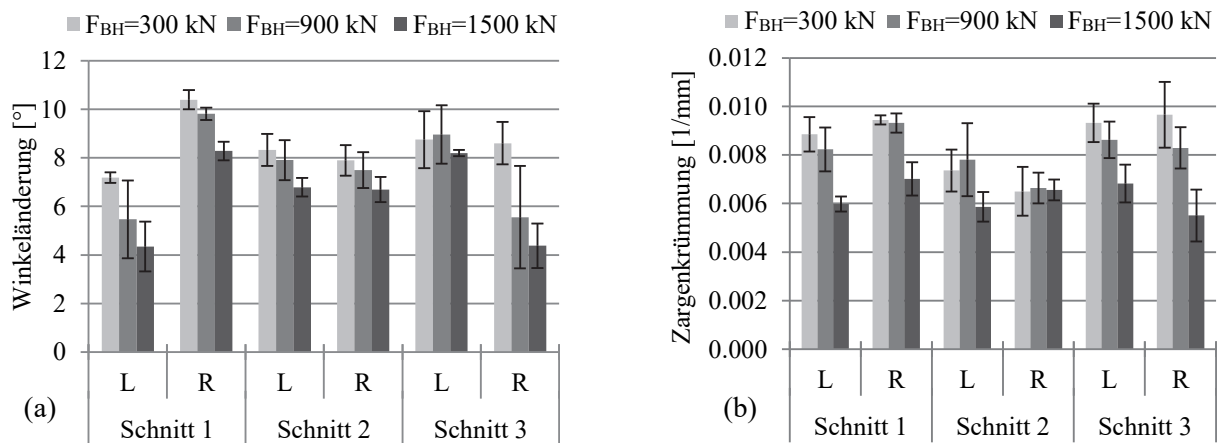 F_BH=300 kN F_BH=900 kN F_BH=1500 kN
Winkeländerung [°]
12
10
8
6
4
2
0
L R L R L R
Schnitt 1 Schnitt 2 Schnitt 3
(a)
F_BH=300 kN F_BH=900 kN F_BH=1500 kN
Zargenkrümmung [1/mm]
0.012
0.010
0.008
0.006
0.004
0.002
0.000
L R L R L R
Schnitt 1 Schnitt 2 Schnitt 3
(b)